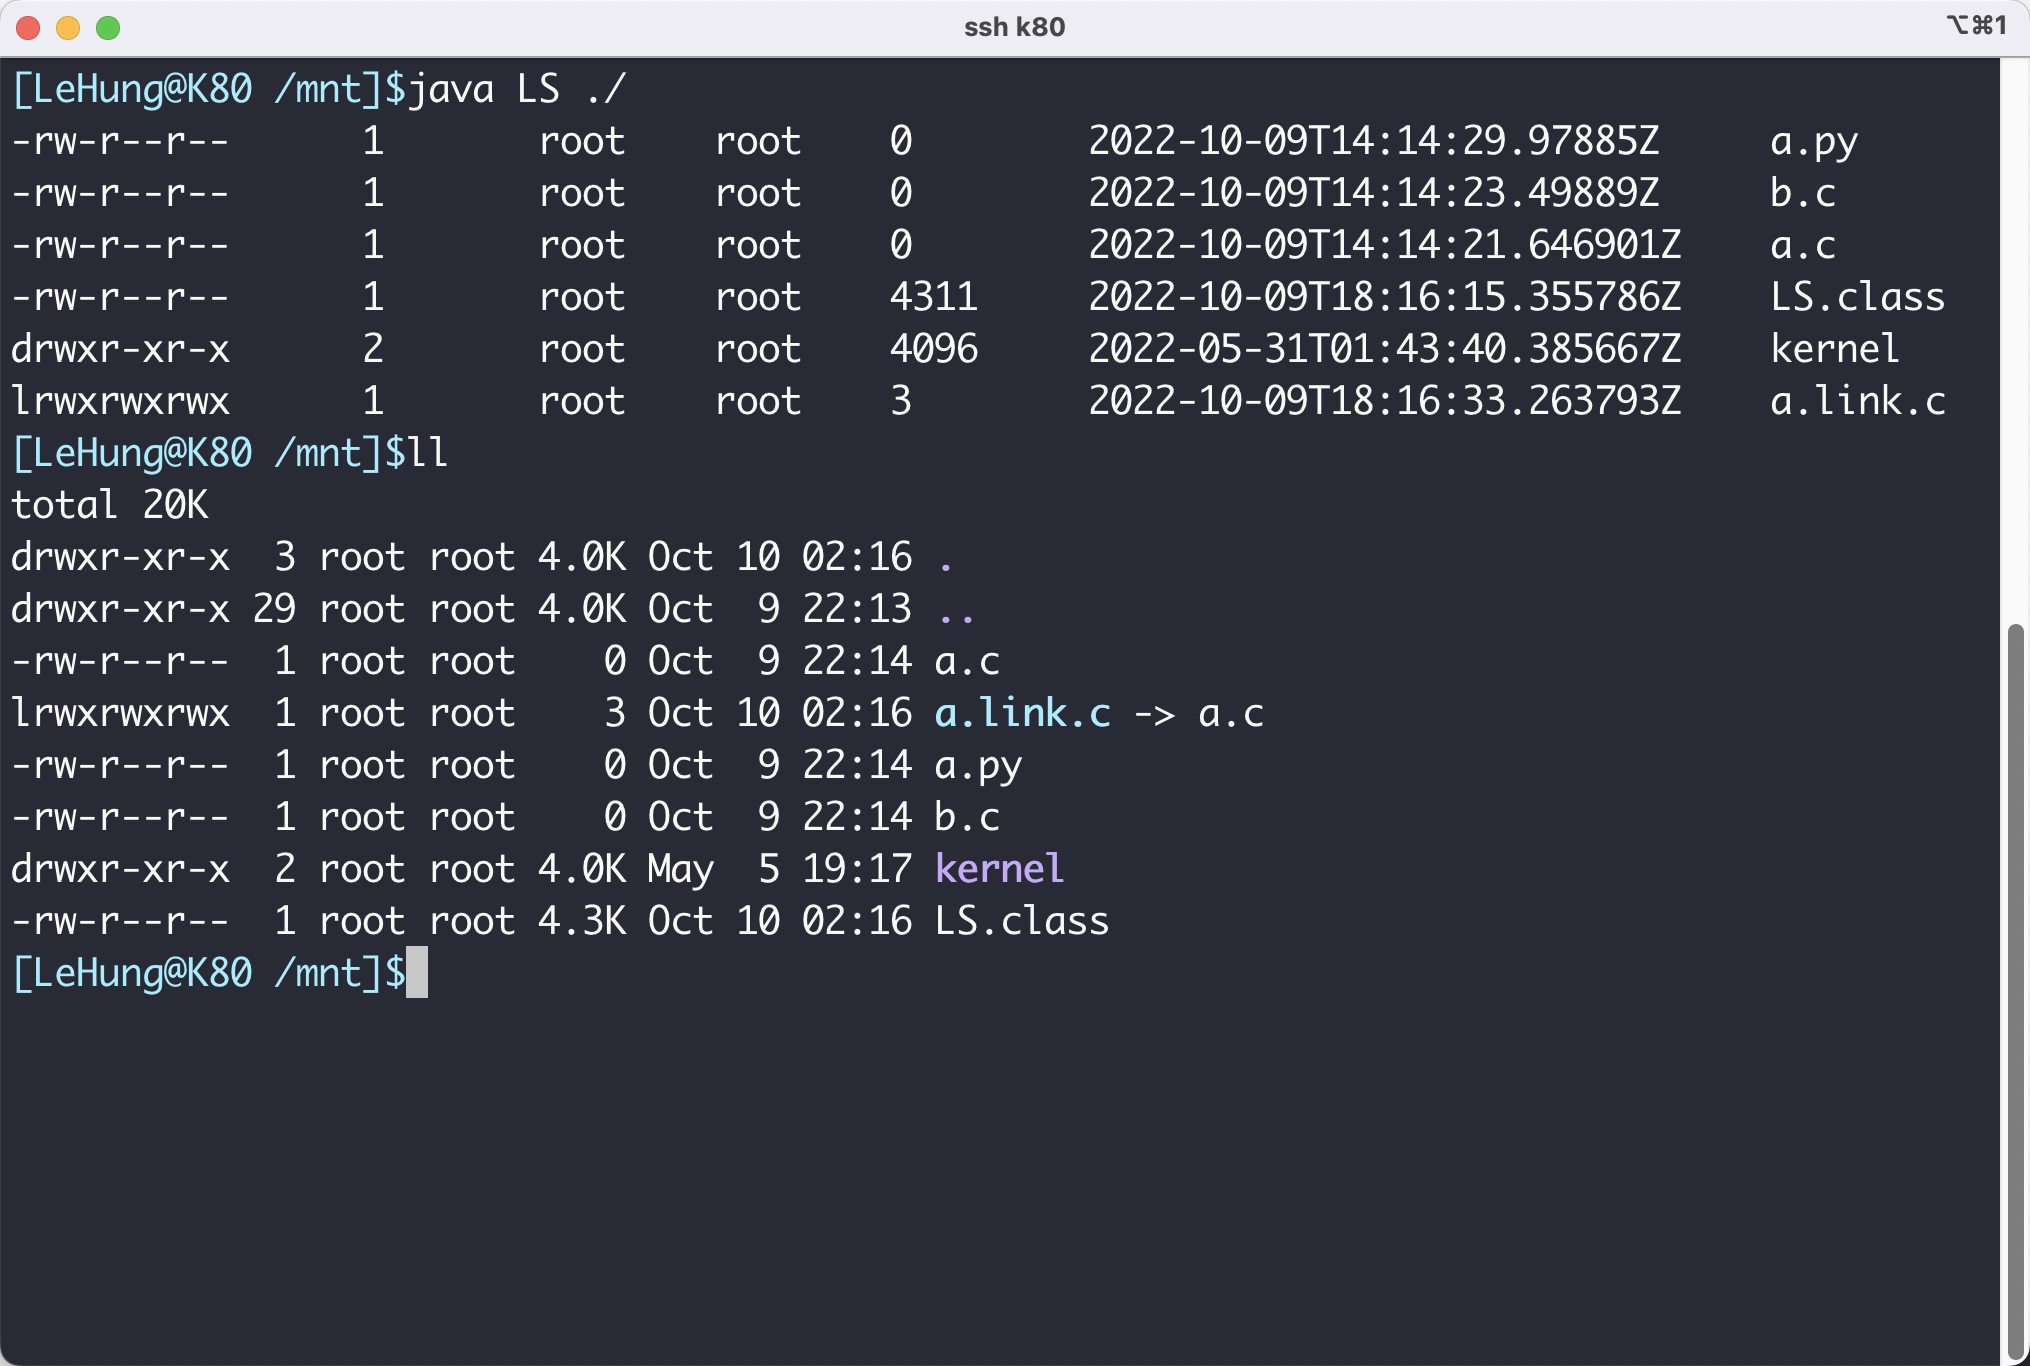 ssh k80 ⌥⌘1
[LeHung@K80 /mnt]$java LS ./
-rw-r--r--      1       root    root    0        2022-10-09T14:14:29.97885Z     a.py
-rw-r--r--      1       root    root    0        2022-10-09T14:14:23.49889Z     b.c
-rw-r--r--      1       root    root    0        2022-10-09T14:14:21.646901Z    a.c
-rw-r--r--      1       root    root    4311     2022-10-09T18:16:15.355786Z    LS.class
drwxr-xr-x      2       root    root    4096     2022-05-31T01:43:40.385667Z    kernel
lrwxrwxrwx      1       root    root    3        2022-10-09T18:16:33.263793Z    a.link.c
[LeHung@K80 /mnt]$ll
total 20K
drwxr-xr-x  3 root root 4.0K Oct 10 02:16 .
drwxr-xr-x 29 root root 4.0K Oct  9 22:13 ..
-rw-r--r--  1 root root    0 Oct  9 22:14 a.c
lrwxrwxrwx  1 root root    3 Oct 10 02:16 a.link.c -> a.c
-rw-r--r--  1 root root    0 Oct  9 22:14 a.py
-rw-r--r--  1 root root    0 Oct  9 22:14 b.c
drwxr-xr-x  2 root root 4.0K May  5 19:17 kernel
-rw-r--r--  1 root root 4.3K Oct 10 02:16 LS.class
[LeHung@K80 /mnt]$